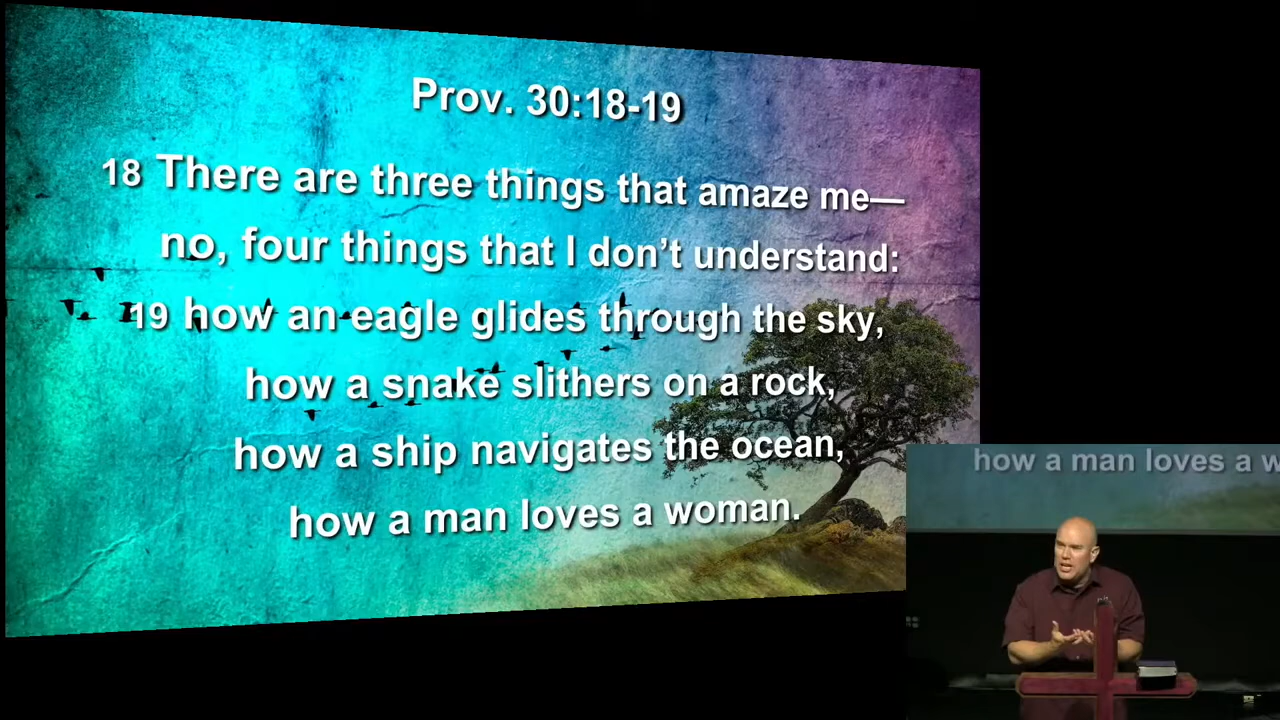 Prov. 30:18-19
18 There are three things that amaze me—
no, four things that I don’t understand:
19 how an eagle glides through the sky,
how a snake slithers on a rock,
how a ship navigates the ocean,
how a man loves a woman.
how a man loves a w